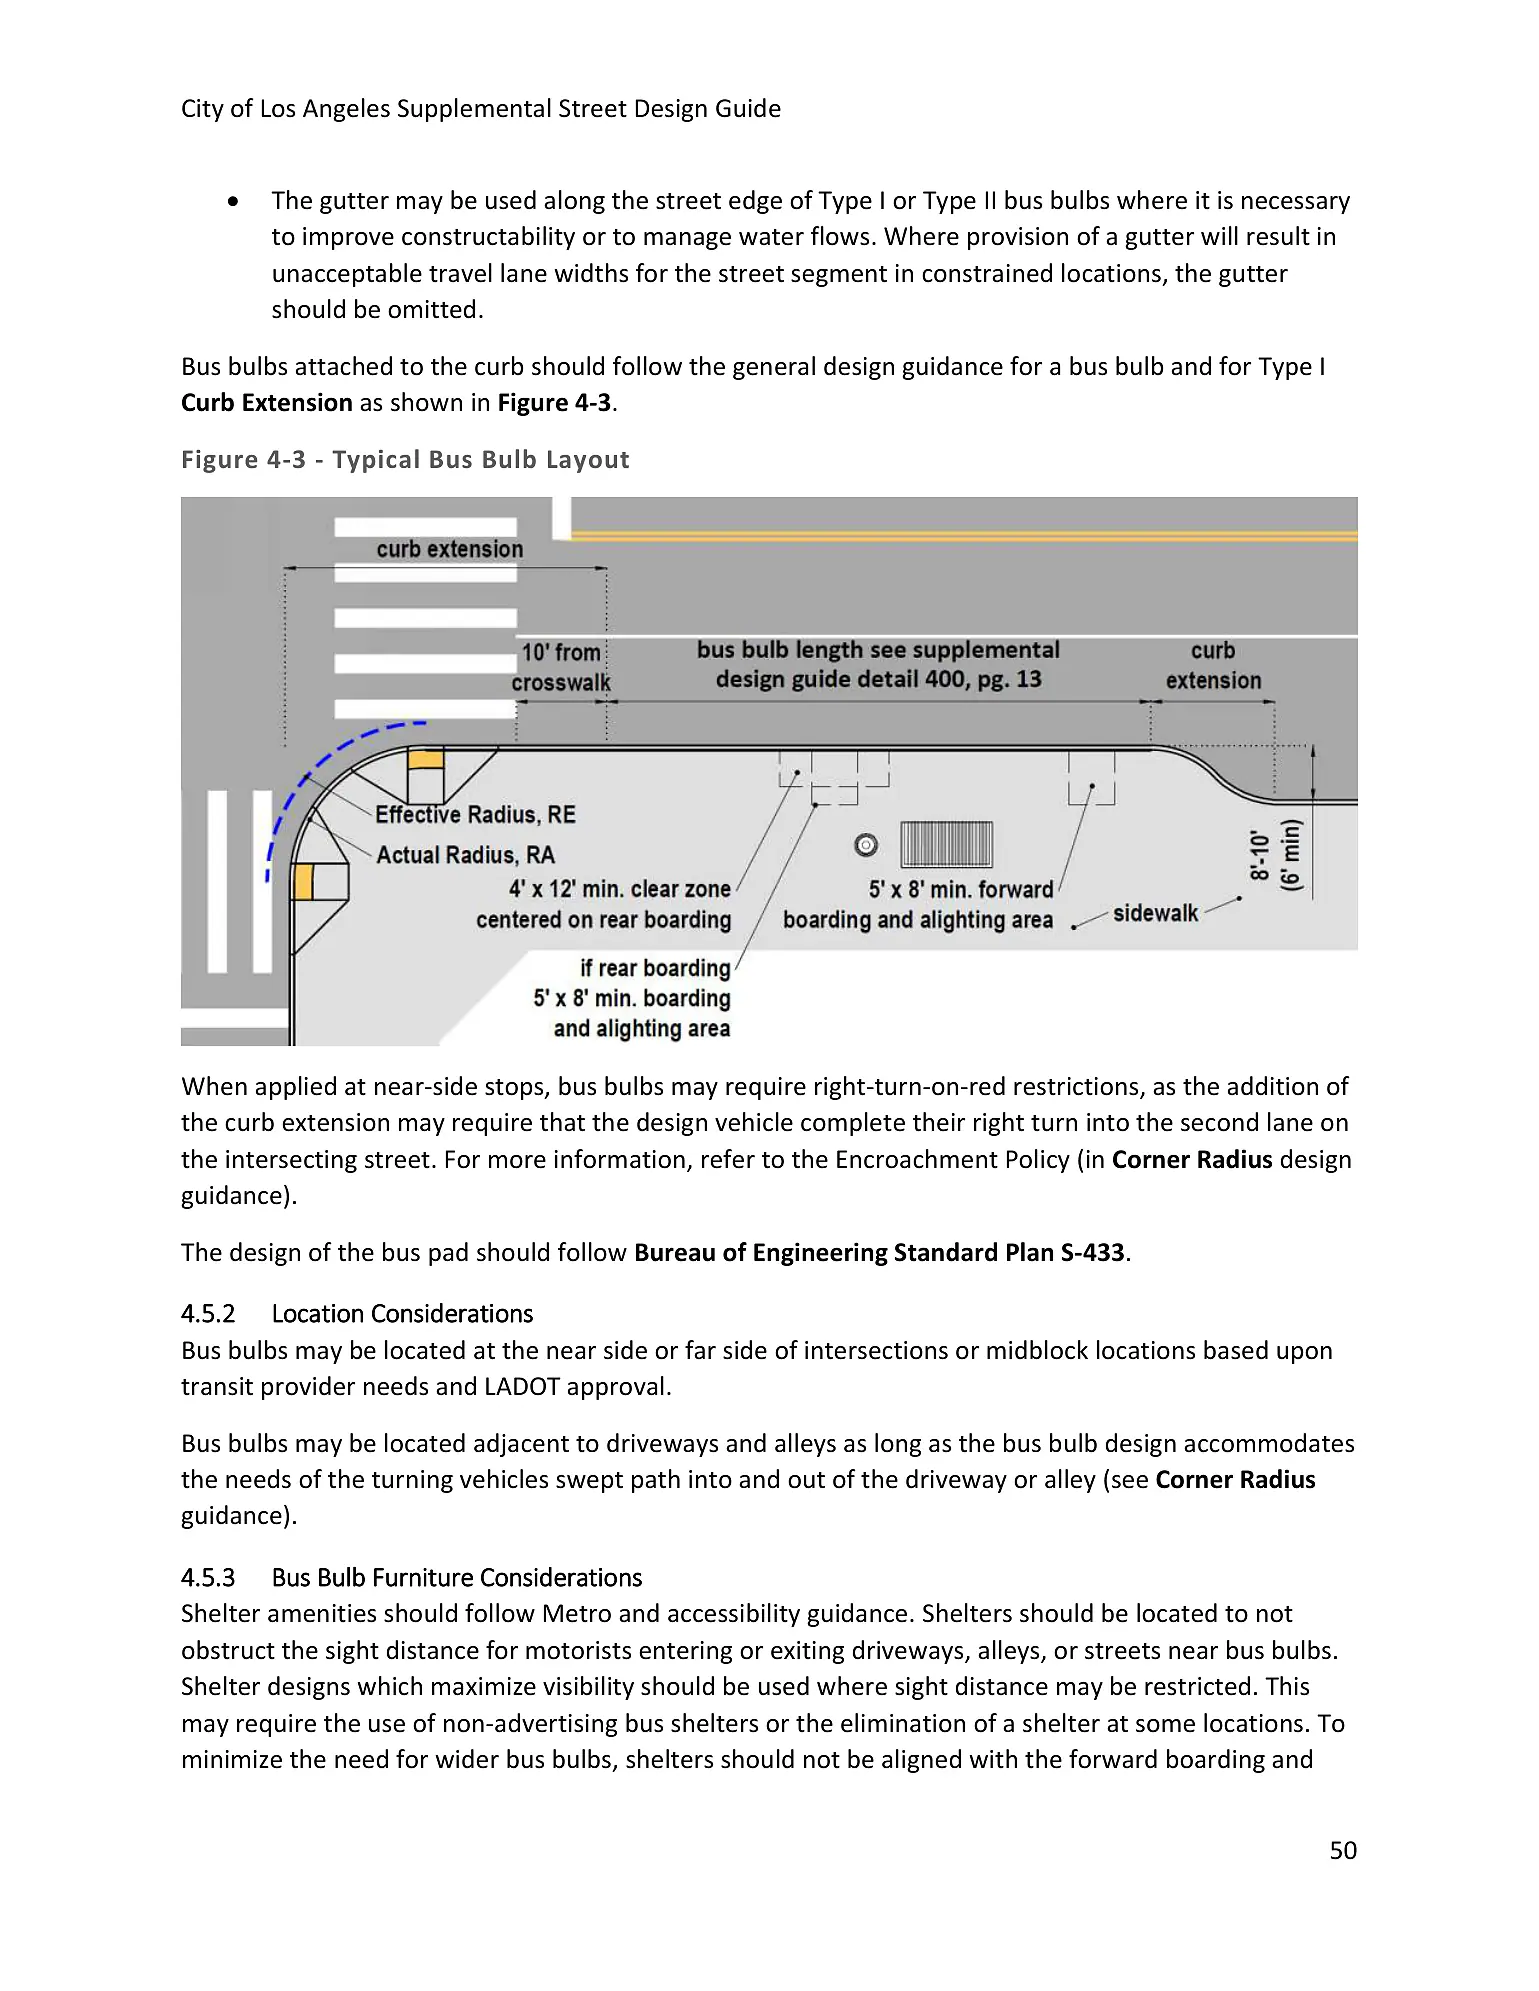 City of Los Angeles Supplemental Street Design Guide
• The gutter may be used along the street edge of Type I or Type II bus bulbs where it is necessary
to improve constructability or to manage water flows. Where provision of a gutter will result in
unacceptable travel lane widths for the street segment in constrained locations, the gutter
should be omitted.
Bus bulbs attached to the curb should follow the general design guidance for a bus bulb and for Type I
Curb Extension as shown in Figure 4-3.
Figure 4-3 - Typical Bus Bulb Layout
curb extension
10' from
crosswalk
bus bulb length see supplemental
design guide detail 400, pg. 13
curb
extension
Effective Radius, RE
Actual Radius, RA
4' x 12' min. clear zone
centered on rear boarding
5' x 8' min. forward
boarding and alighting area
sidewalk
8'-10'
(6' min)
if rear boarding
5' x 8' min. boarding
and alighting area
When applied at near-side stops, bus bulbs may require right-turn-on-red restrictions, as the addition of
the curb extension may require that the design vehicle complete their right turn into the second lane on
the intersecting street. For more information, refer to the Encroachment Policy (in Corner Radius design
guidance).
The design of the bus pad should follow Bureau of Engineering Standard Plan S-433.
4.5.2 Location Considerations
Bus bulbs may be located at the near side or far side of intersections or midblock locations based upon
transit provider needs and LADOT approval.
Bus bulbs may be located adjacent to driveways and alleys as long as the bus bulb design accommodates
the needs of the turning vehicles swept path into and out of the driveway or alley (see Corner Radius
guidance).
4.5.3 Bus Bulb Furniture Considerations
Shelter amenities should follow Metro and accessibility guidance. Shelters should be located to not
obstruct the sight distance for motorists entering or exiting driveways, alleys, or streets near bus bulbs.
Shelter designs which maximize visibility should be used where sight distance may be restricted. This
may require the use of non-advertising bus shelters or the elimination of a shelter at some locations. To
minimize the need for wider bus bulbs, shelters should not be aligned with the forward boarding and
50